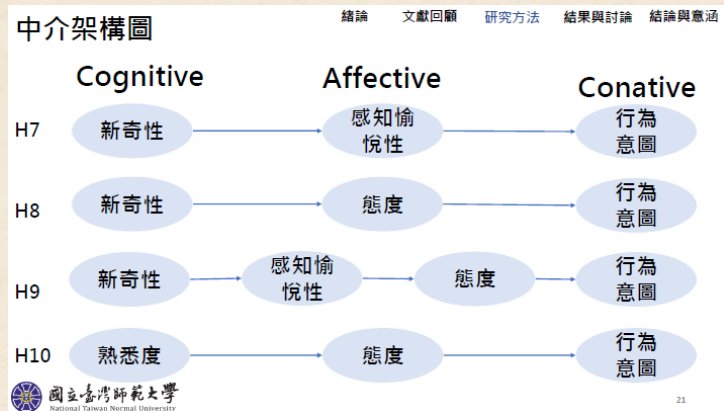 中介架構圖
緒論 文獻回顧 研究方法 結果與討論 結論與意涵
Cognitive Affective Conative
H7 新奇性 感知愉
悅性 行為
意圖
H8 新奇性 態度 行為
意圖
H9 新奇性 感知愉
悅性 態度 行為
意圖
H10 熟悉度 態度 行為
意圖
國立臺灣師範大學
National Taiwan Normal University
21